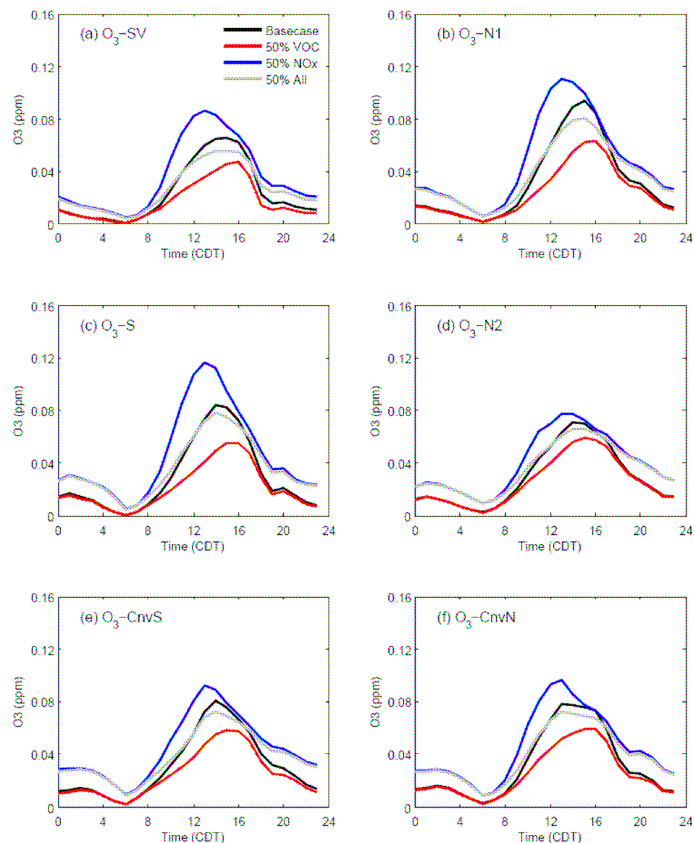 (a) O3−SV
Basecase
50% VOC
50% NOx
50% All
0.16
0.12
0.08
0.04
0
O3 (ppm)
0 4 8 12 16 20 24
Time (CDT)
(b) O3−N1
0.16
0.12
0.08
0.04
0
O3 (ppm)
0 4 8 12 16 20 24
Time (CDT)
(c) O3−S
0.16
0.12
0.08
0.04
0
O3 (ppm)
0 4 8 12 16 20 24
Time (CDT)
(d) O3−N2
0.16
0.12
0.08
0.04
0
O3 (ppm)
0 4 8 12 16 20 24
Time (CDT)
(e) O3−CnvS
0.16
0.12
0.08
0.04
0
O3 (ppm)
0 4 8 12 16 20 24
Time (CDT)
(f) O3−CnvN
0.16
0.12
0.08
0.04
0
O3 (ppm)
0 4 8 12 16 20 24
Time (CDT)